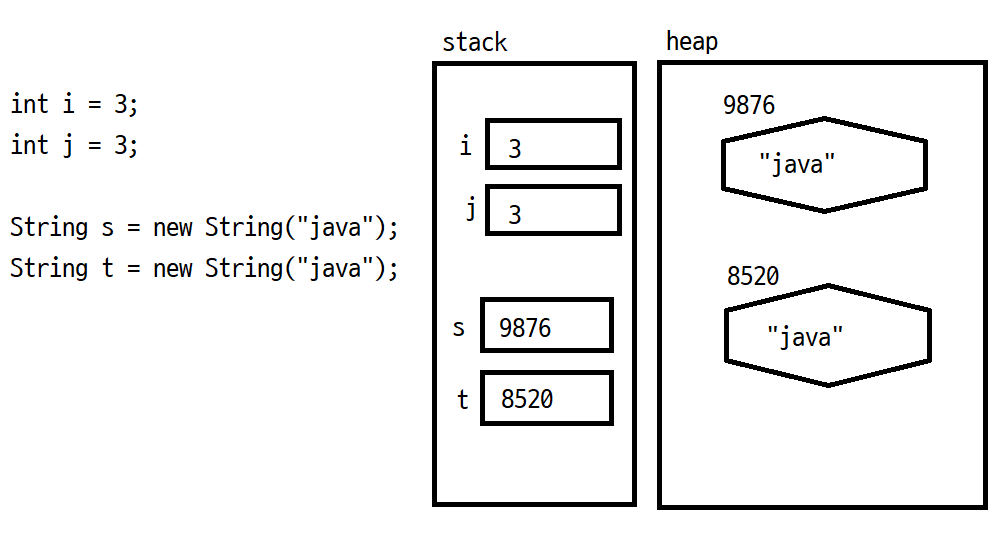 int i = 3;
int j = 3;
String s = new String("java");
String t = new String("java");
stack
i 3
j 3
s 9876
t 8520
heap
9876
"java"
8520
"java"